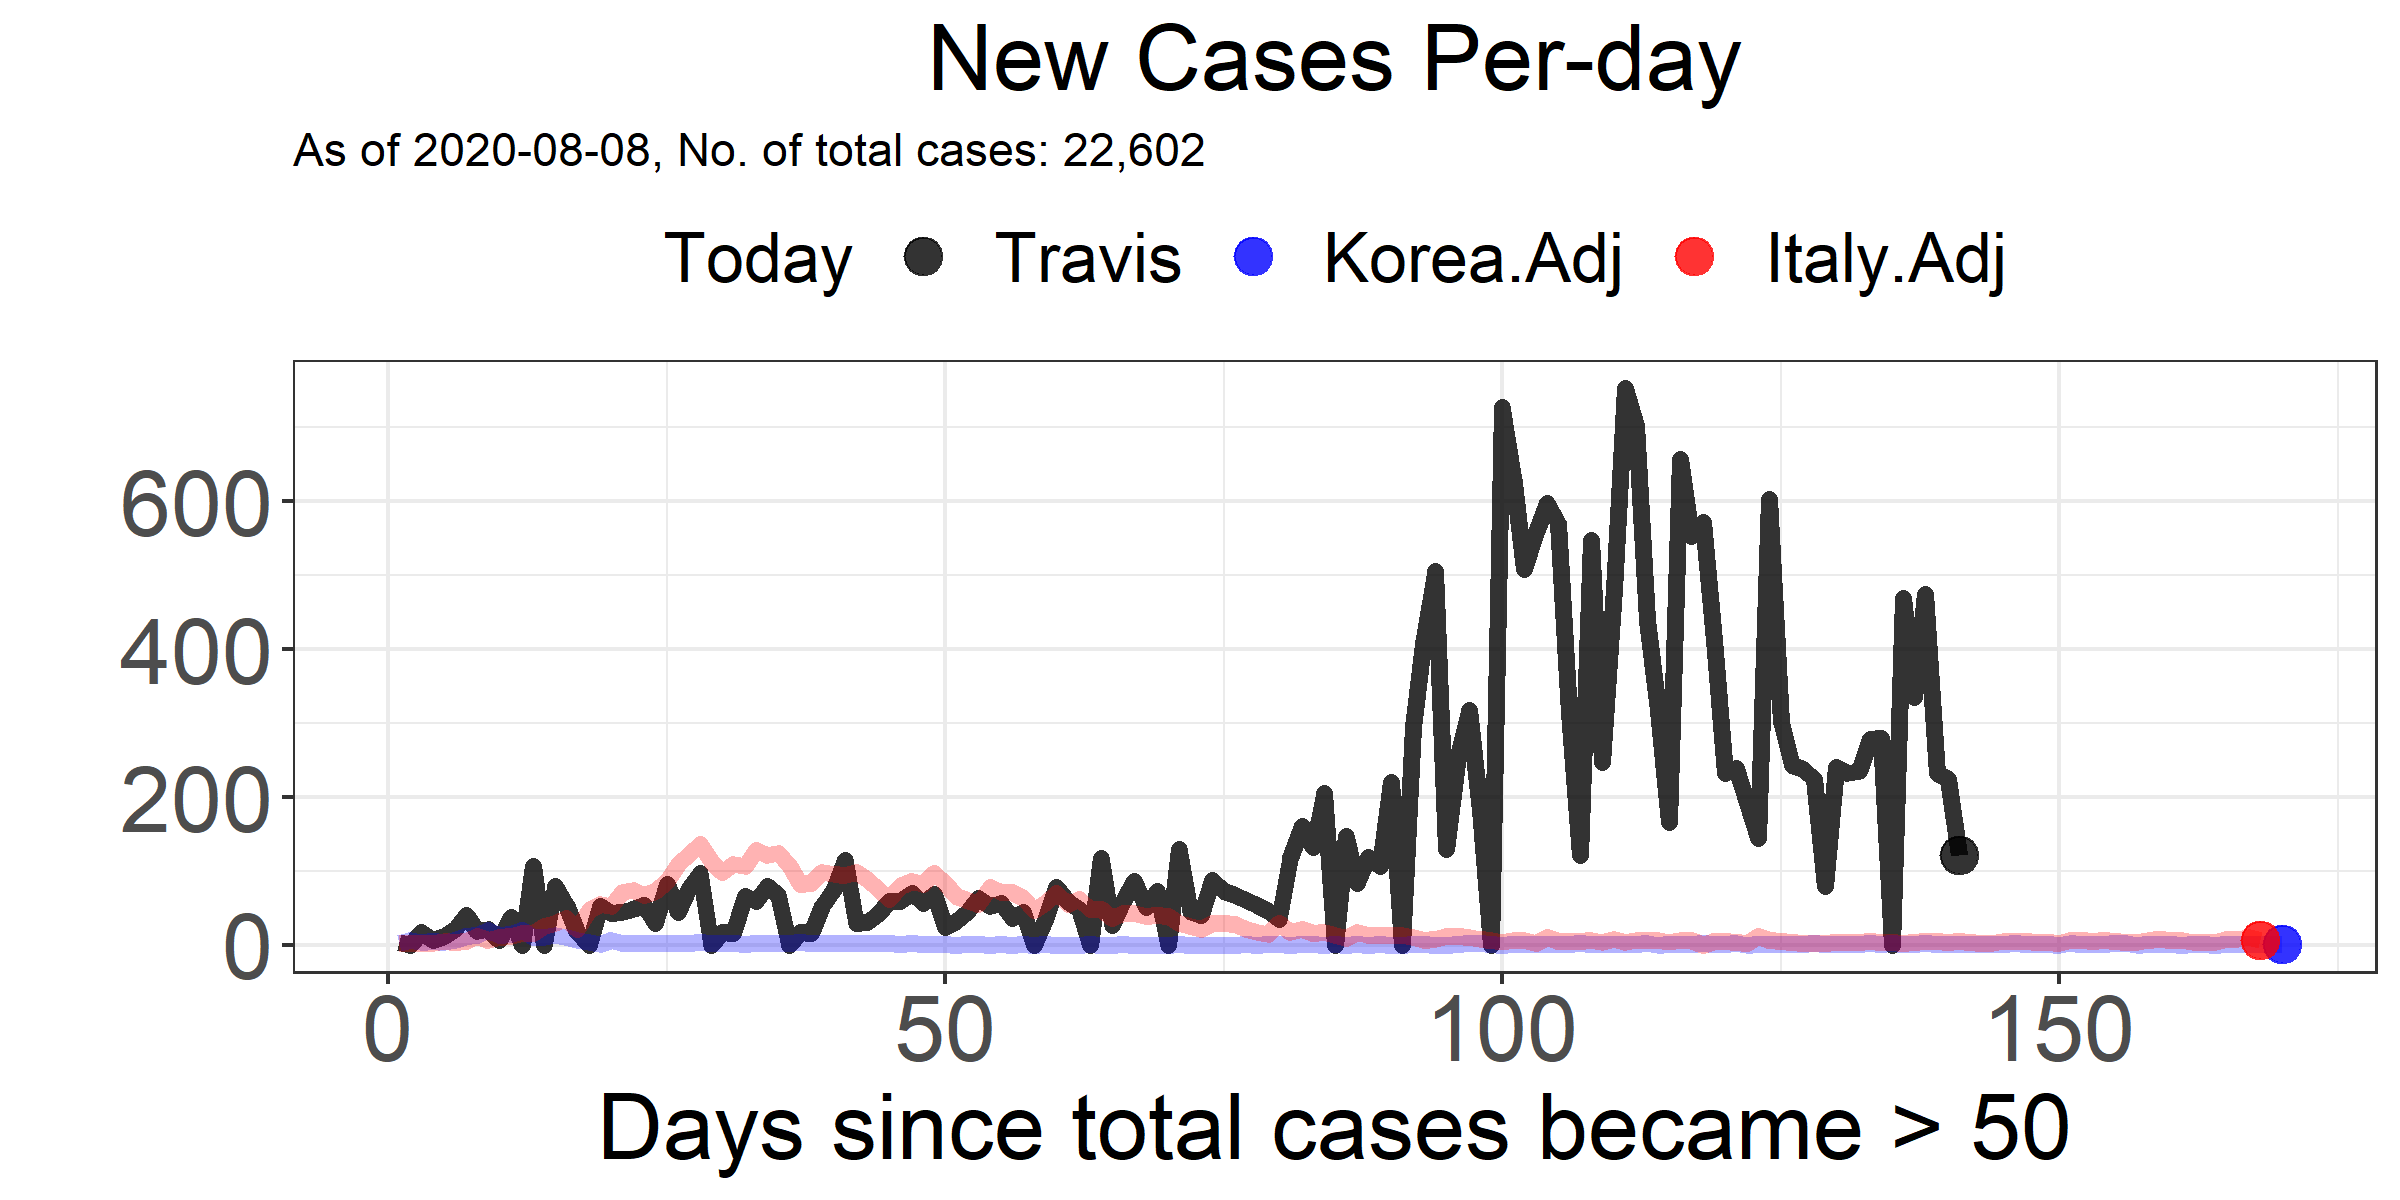 New Cases Per-day
As of 2020-08-08, No. of total cases: 22,602
Today Travis Korea.Adj Italy.Adj
600
400
200
0
0 50 100 150
Days since total cases became > 50